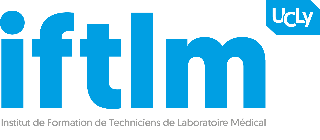 UCLy
iftlm
Institut de Formation de Techniciens de Laboratoire Médical